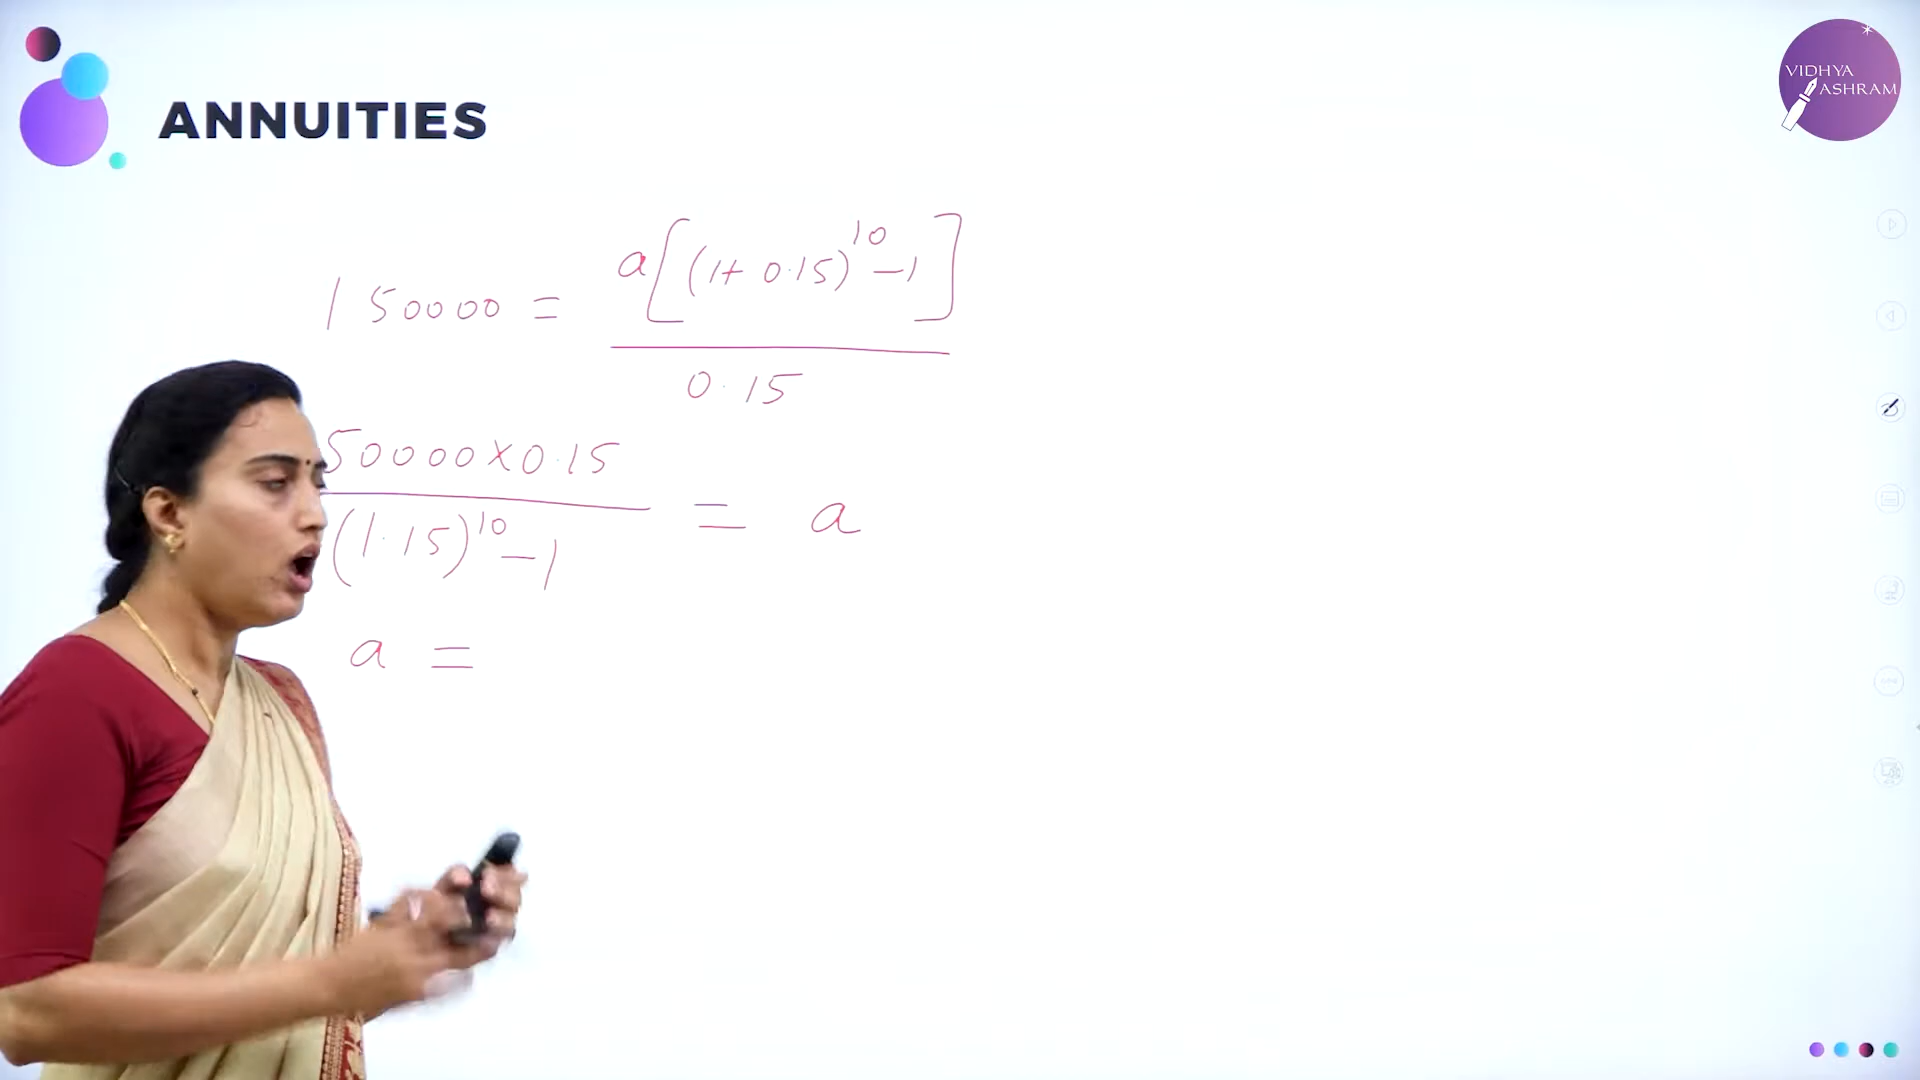 ANNUITIES
VIDHYA
ASHRAM
150000 = a[(1+0.15)^10 -1]
0.15
50000×0.15
(1.15)^10 -1 = a
a =